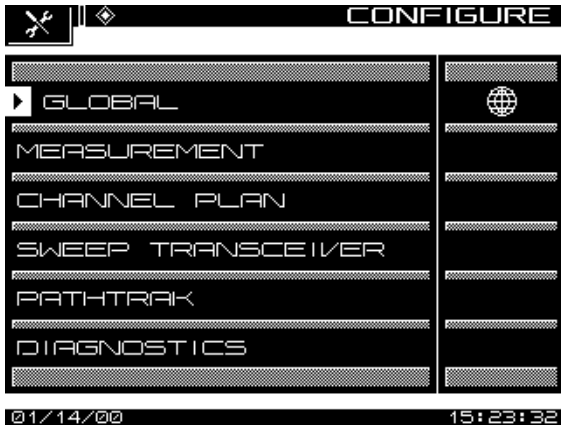 CONFIGURE
GLOBAL
MEASUREMENT
CHANNEL PLAN
SWEEP TRANSCEIVER
PATHTRAK
DIAGNOSTICS
01/14/00 15:23:32